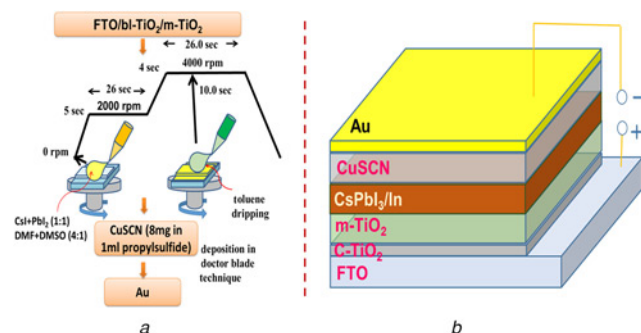 FTO/bl-TiO₂/m-TiO₂
26.0 sec
4 sec
4000 rpm
26 sec
2000 rpm
5 sec
10.0 sec
0 rpm
toluene
dripping
CsI+PbI₂ (1:1)
DMF+DMSO (4:1)
CuSCN (8mg in
1ml propylsulfide)
deposition in
doctor blade
technique
Au
a
Au
CuSCN
CsPbI₃/In
m-TiO₂
C-TiO₂
FTO
−
+
b